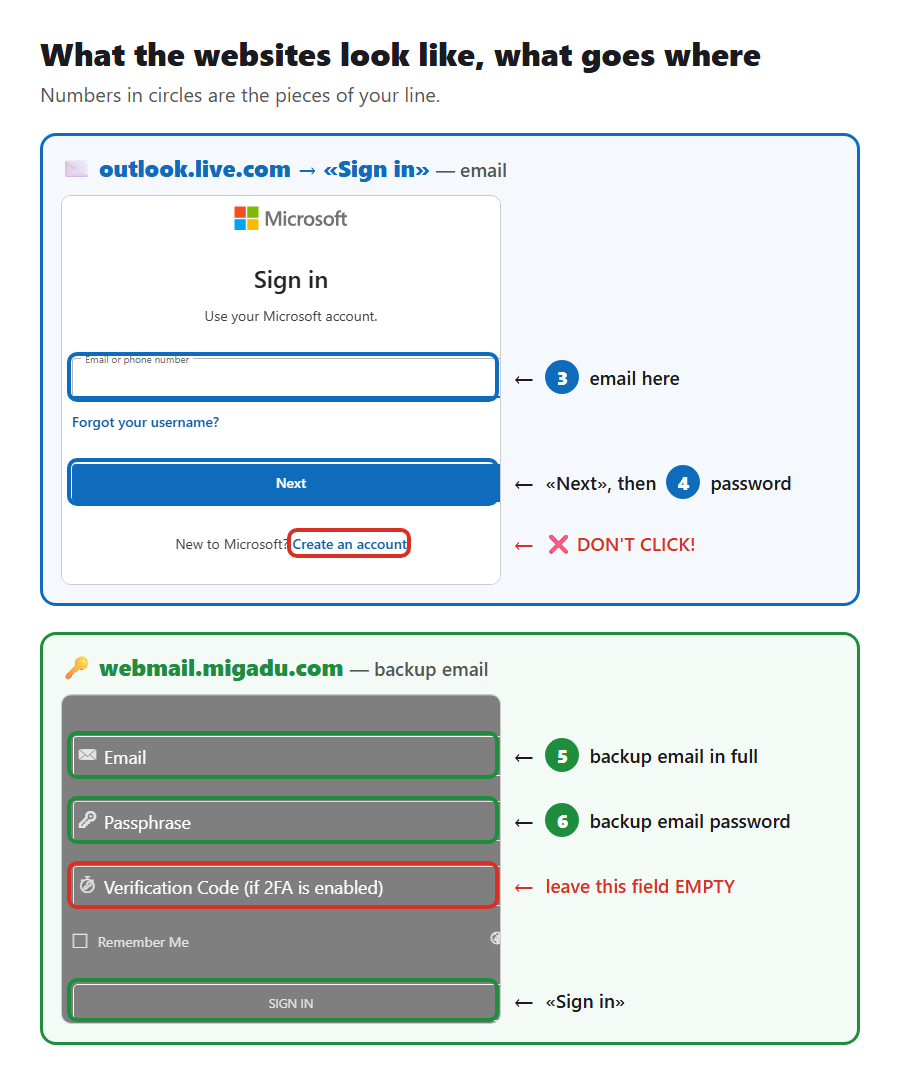 What the websites look like, what goes where
Numbers in circles are the pieces of your line.
outlook.live.com → «Sign in» — email
Microsoft
Sign in
Use your Microsoft account.
Email or phone number
← 3 email here
Forgot your username?
Next
← «Next», then 4 password
New to Microsoft? Create an account
← ❌ DON'T CLICK!
webmail.migadu.com — backup email
Email
← 5 backup email in full
Passphrase
← 6 backup email password
Verification Code (if 2FA is enabled)
← leave this field EMPTY
Remember Me
SIGN IN
← «Sign in»